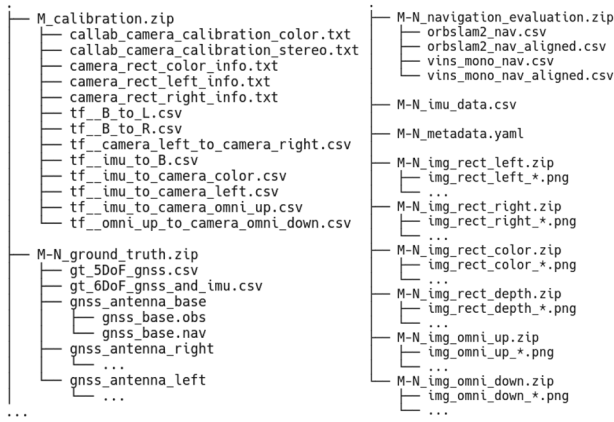 .
├── M_calibration.zip
│   ├── callab_camera_calibration_color.txt
│   ├── callab_camera_calibration_stereo.txt
│   ├── camera_rect_color_info.txt
│   ├── camera_rect_left_info.txt
│   ├── camera_rect_right_info.txt
│   ├── tf__B_to_L.csv
│   ├── tf__B_to_R.csv
│   ├── tf__camera_left_to_camera_right.csv
│   ├── tf__imu_to_B.csv
│   ├── tf__imu_to_camera_color.csv
│   ├── tf__imu_to_camera_left.csv
│   ├── tf__imu_to_camera_omni_up.csv
│   └── tf__omni_up_to_camera_omni_down.csv
│
├── M-N_ground_truth.zip
│   ├── gt_5DoF_gnss.csv
│   ├── gt_6DoF_gnss_and_imu.csv
│   ├── gnss_antenna_base
│   │   ├── gnss_base.obs
│   │   └── gnss_base.nav
│   ├── gnss_antenna_right
│   │   └── ...
│   └── gnss_antenna_left
│       └── ...
...
.
├── M-N_navigation_evaluation.zip
│   ├── orbslam2_nav.csv
│   ├── orbslam2_nav_aligned.csv
│   ├── vins_mono_nav.csv
│   └── vins_mono_nav_aligned.csv
│
├── M-N_imu_data.csv
│
├── M-N_metadata.yaml
│
├── M-N_img_rect_left.zip
│   ├── img_rect_left_*.png
│   └── ...
├── M-N_img_rect_right.zip
│   ├── img_rect_right_*.png
│   └── ...
├── M-N_img_rect_color.zip
│   ├── img_rect_color_*.png
│   └── ...
├── M-N_img_rect_depth.zip
│   ├── img_rect_depth_*.png
│   └── ...
├── M-N_img_omni_up.zip
│   ├── img_omni_up_*.png
│   └── ...
└── M-N_img_omni_down.zip
    ├── img_omni_down_*.png
    └── ...